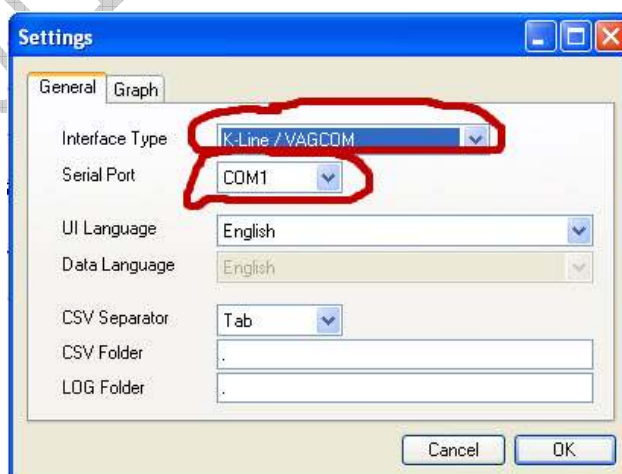 Settings
General Graph
Interface Type K-Line / VAGCOM
Serial Port COM1
UI Language English
Data Language English
CSV Separator Tab
CSV Folder .
LOG Folder .
Cancel OK